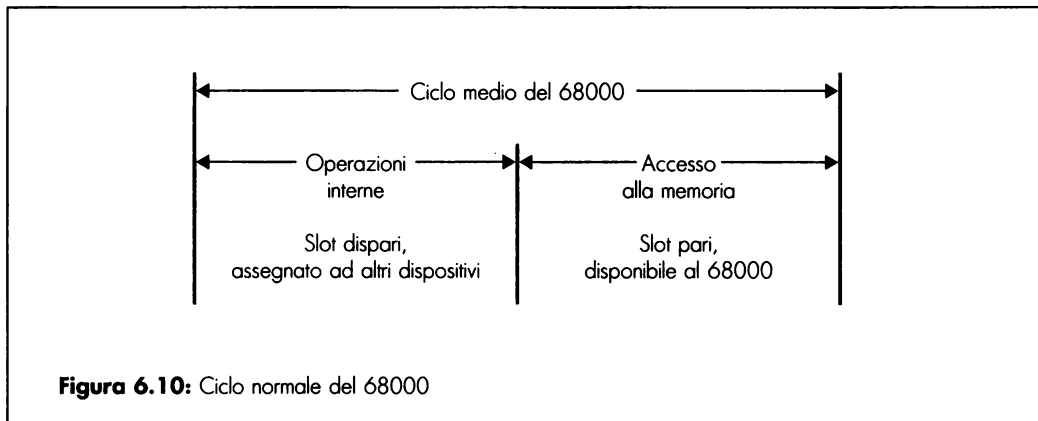 Ciclo medio del 68000
Operazioni
interne
Accesso
alla memoria
Slot dispari,
assegnato ad altri dispositivi
Slot pari,
disponibile al 68000
Figura 6.10: Ciclo normale del 68000